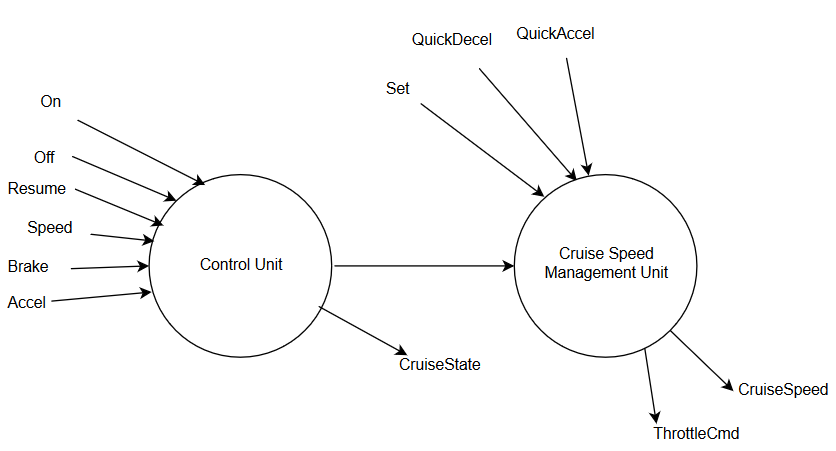 QuickAccel
QuickDecel
Set
On
Off
Resume
Speed
Brake
Accel
Control Unit
Cruise Speed
Management Unit
CruiseState
CruiseSpeed
ThrottleCmd